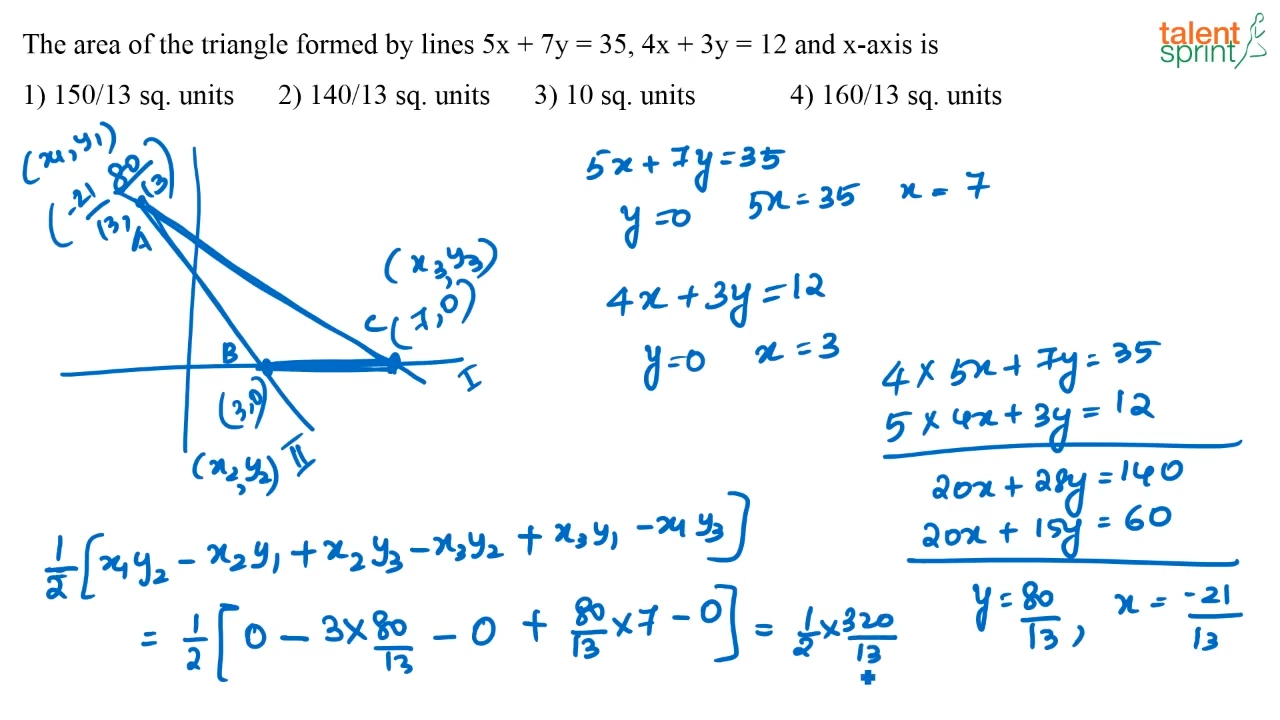 The area of the triangle formed by lines 5x + 7y = 35, 4x + 3y = 12 and x-axis is
talent
sprint
1) 150/13 sq. units 2) 140/13 sq. units 3) 10 sq. units 4) 160/13 sq. units
(x₁, y₁)
(-21/13, 80/13)
A
(x₃, y₃)
C (7, 0)
B
I
(3, 0)
(x₂, y₂) II
5x + 7y = 35
y = 0 5x = 35 x = 7
4x + 3y = 12
y = 0 x = 3
4 × 5x + 7y = 35
5 × 4x + 3y = 12
20x + 28y = 140
20x + 15y = 60
y = 80/13, x = -21/13
1/2 [x₁y₂ - x₂y₁ + x₂y₃ - x₃y₂ + x₃y₁ - x₁y₃]
= 1/2 [0 - 3 × 80/13 - 0 + 80/13 × 7 - 0] = 1/2 × 320/13